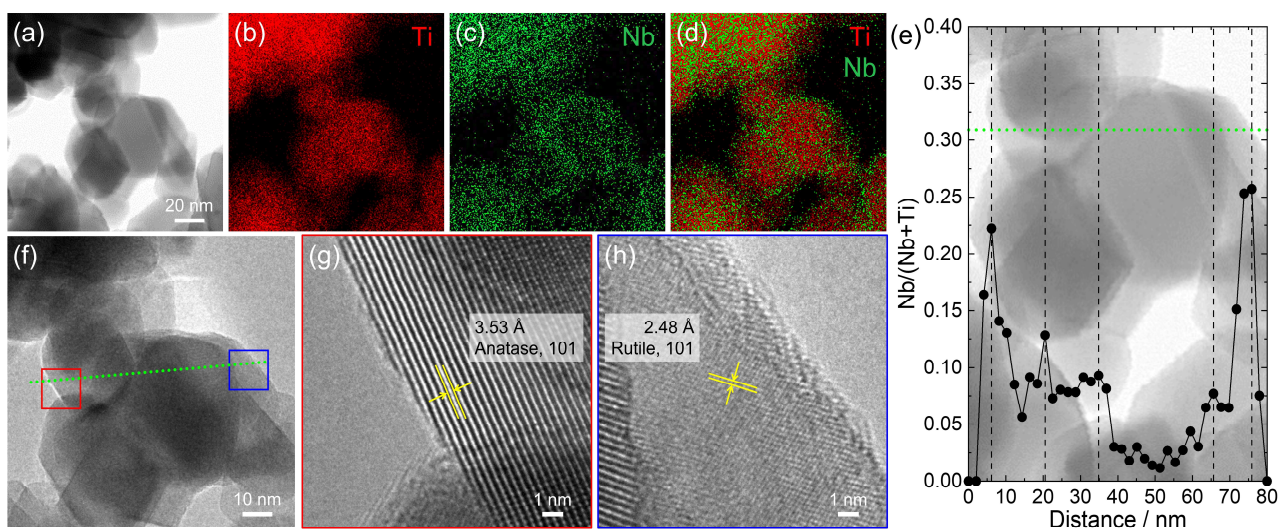 (a)
20 nm
(b)
Ti
(c)
Nb
(d)
Ti
Nb
(e)
0.40
0.35
0.30
0.25
0.20
0.15
0.10
0.05
0.00
Nb/(Nb+Ti)
0 10 20 30 40 50 60 70 80
Distance / nm
(f)
10 nm
(g)
3.53 Å
Anatase, 101
1 nm
(h)
2.48 Å
Rutile, 101
1 nm